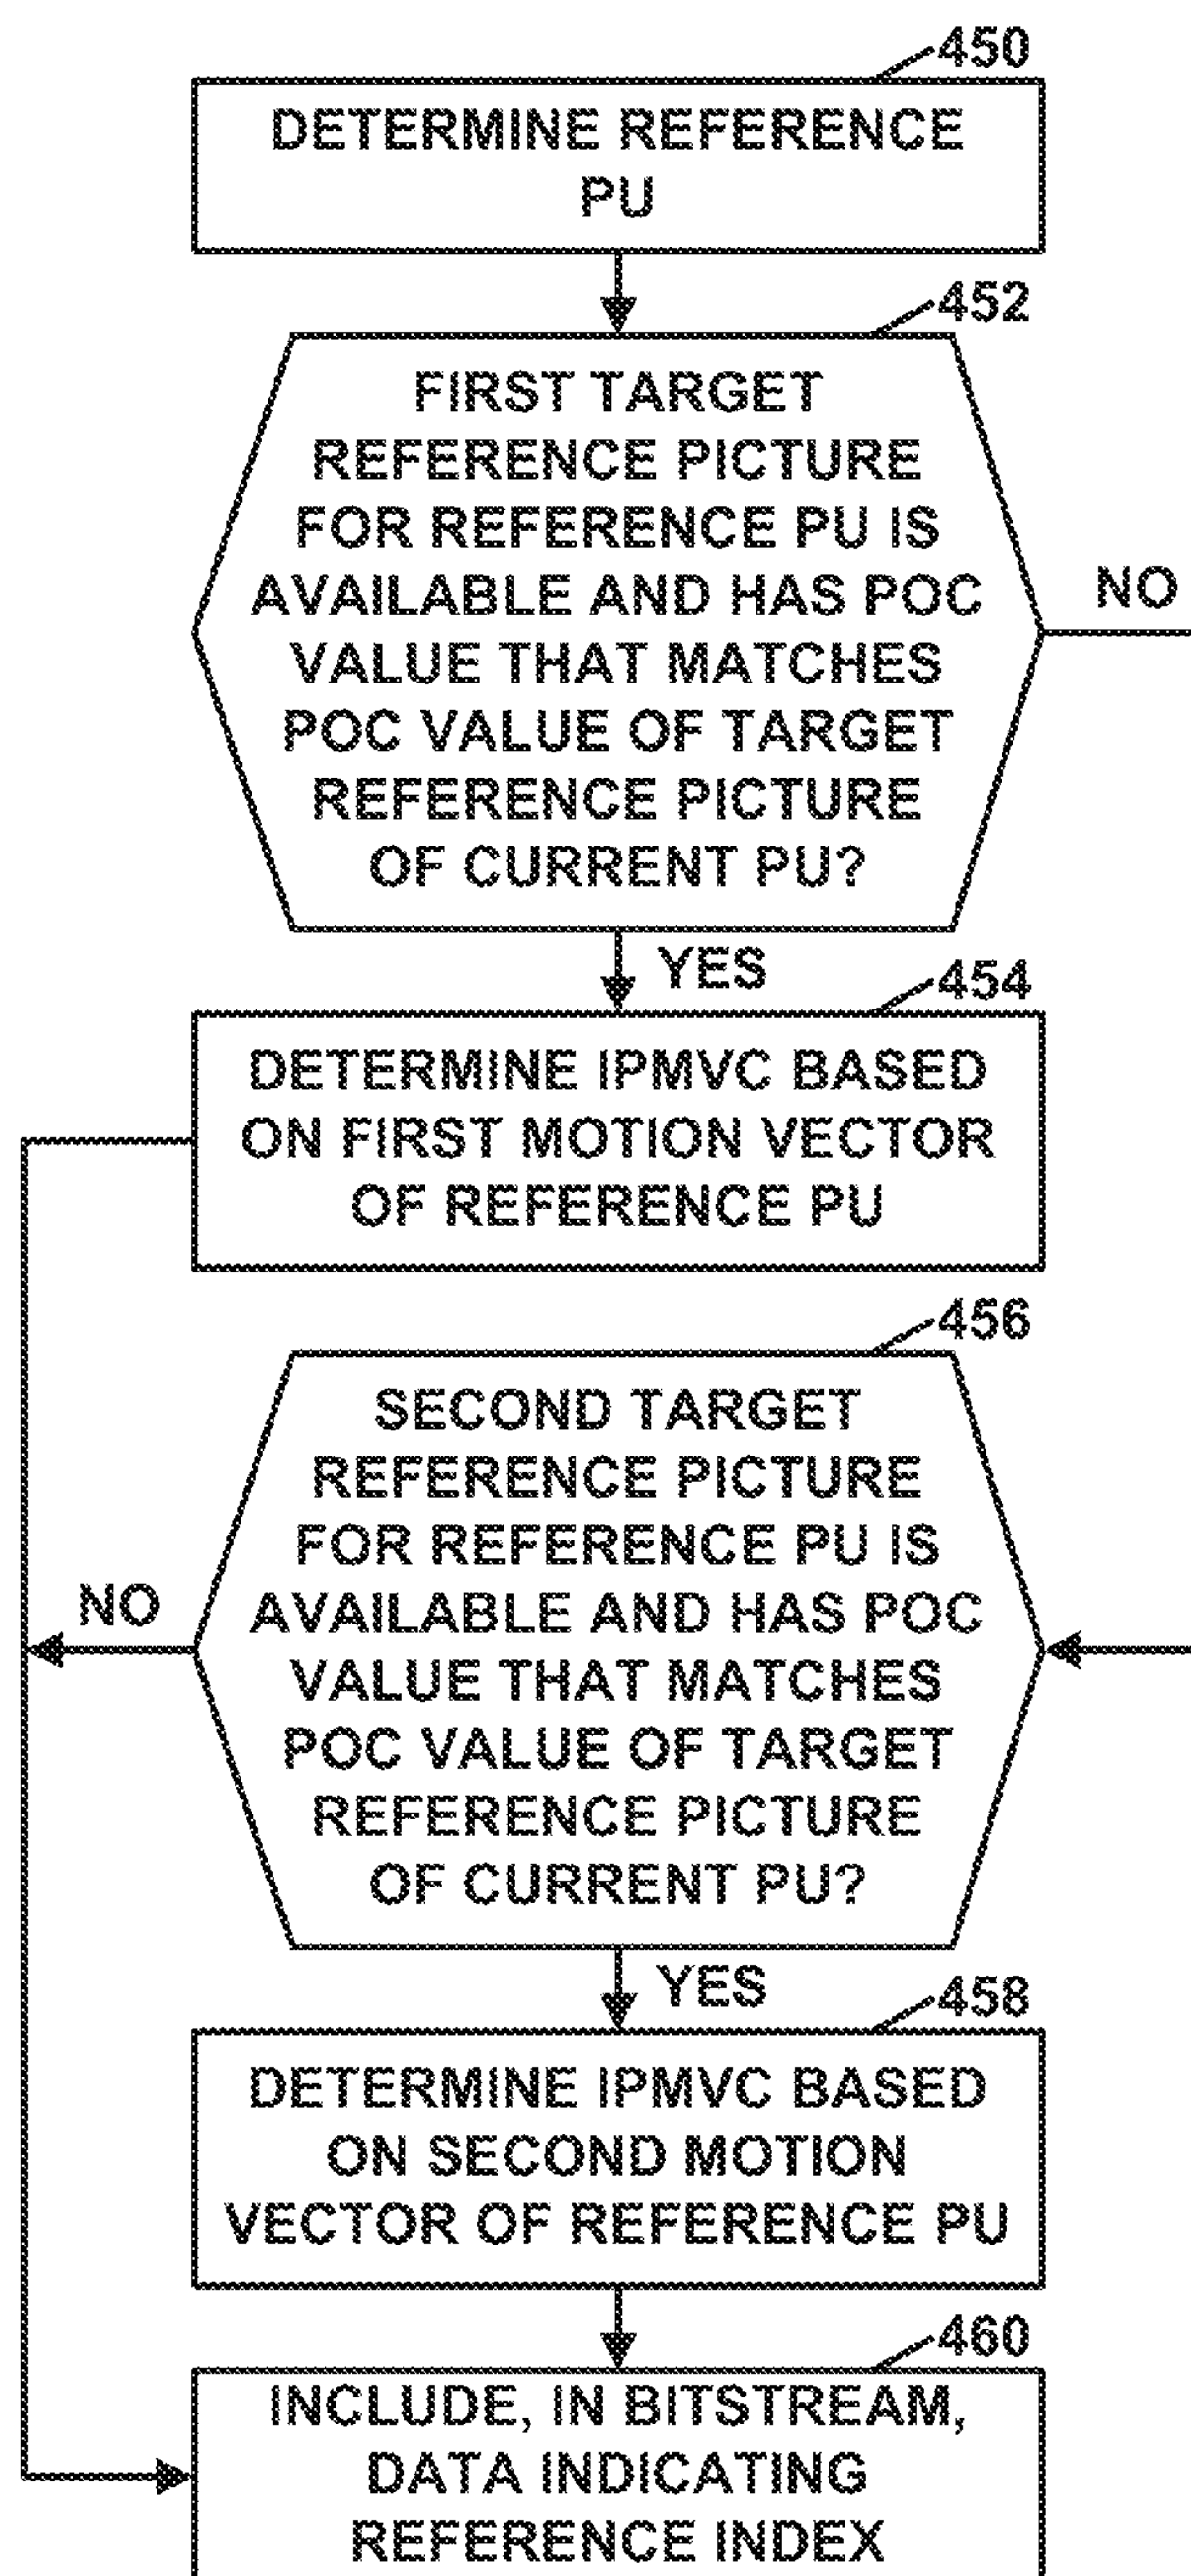 450
DETERMINE REFERENCE
PU
452
FIRST TARGET
REFERENCE PICTURE
FOR REFERENCE PU IS
AVAILABLE AND HAS POC
VALUE THAT MATCHES
POC VALUE OF TARGET
REFERENCE PICTURE
OF CURRENT PU?
NO
YES
454
DETERMINE IPMVC BASED
ON FIRST MOTION VECTOR
OF REFERENCE PU
456
SECOND TARGET
REFERENCE PICTURE
FOR REFERENCE PU IS
AVAILABLE AND HAS POC
VALUE THAT MATCHES
POC VALUE OF TARGET
REFERENCE PICTURE
OF CURRENT PU?
NO
YES
458
DETERMINE IPMVC BASED
ON SECOND MOTION
VECTOR OF REFERENCE PU
460
INCLUDE, IN BITSTREAM,
DATA INDICATING
REFERENCE INDEX